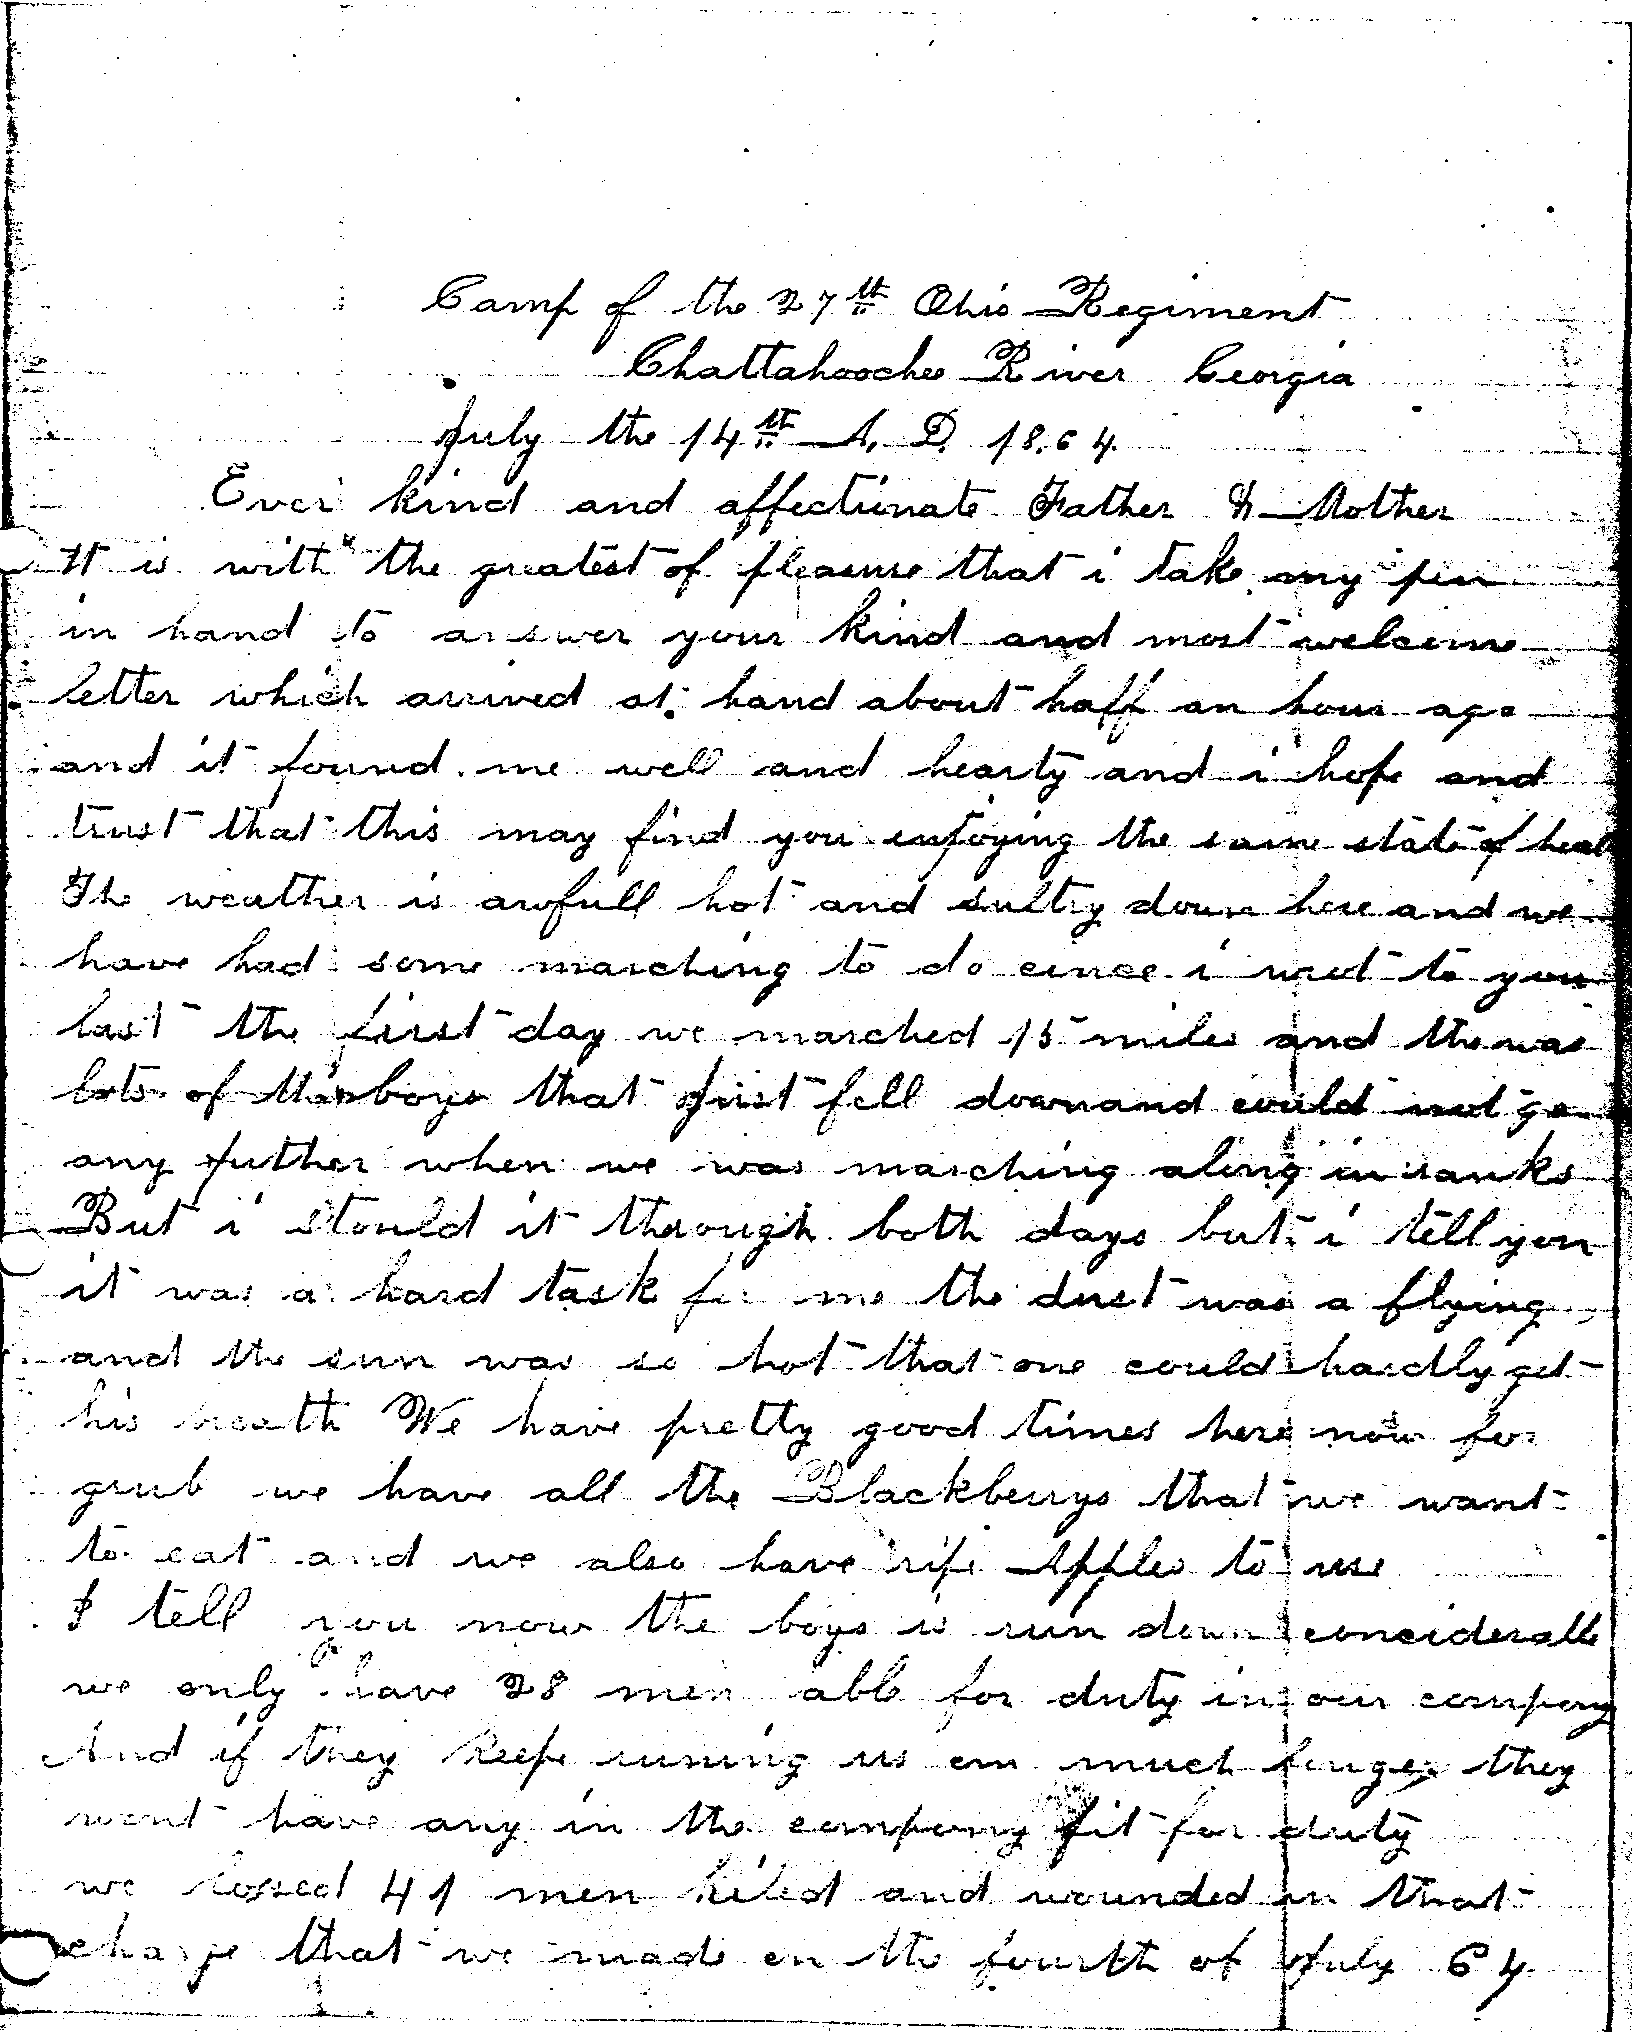 Camp of the 27th Ohio Regiment
Chattahooche River Georgia
July the 14th A. D. 1864
Ever kind and affectionate Father & Mother
It is with the greatest of pleasure that i take my pen
in hand to answer your kind and most welcome
letter which arrived at hand about haff an hour ago
and it found me well and hearty and i hope and
trust that this may find you enjoying the same state of heal
The weather is awfull hot and sultry down here and we
have had some marching to do cince i wret to you
last the first day we marched 15 miles and the was
lots of the boys that just fell down and could not go
any futher when we was marching along in ranks
But i stould it through both days but i tell you
it was a hard task for me the dust was a flying
and the sun was so hot that one could hardly get
his breath We have pretty good times here now for
grub we have all the Blackberrys that we want
to eat and we also have ripe Apples to use
I tell you now the boys is run down conciderable
we only have 28 men able for duty in our company
And if they keep runing us on much longer they
wont have any in the company fit for duty
we lossed 41 men killed and wounded in that
charge that we made on the fourth of July 64